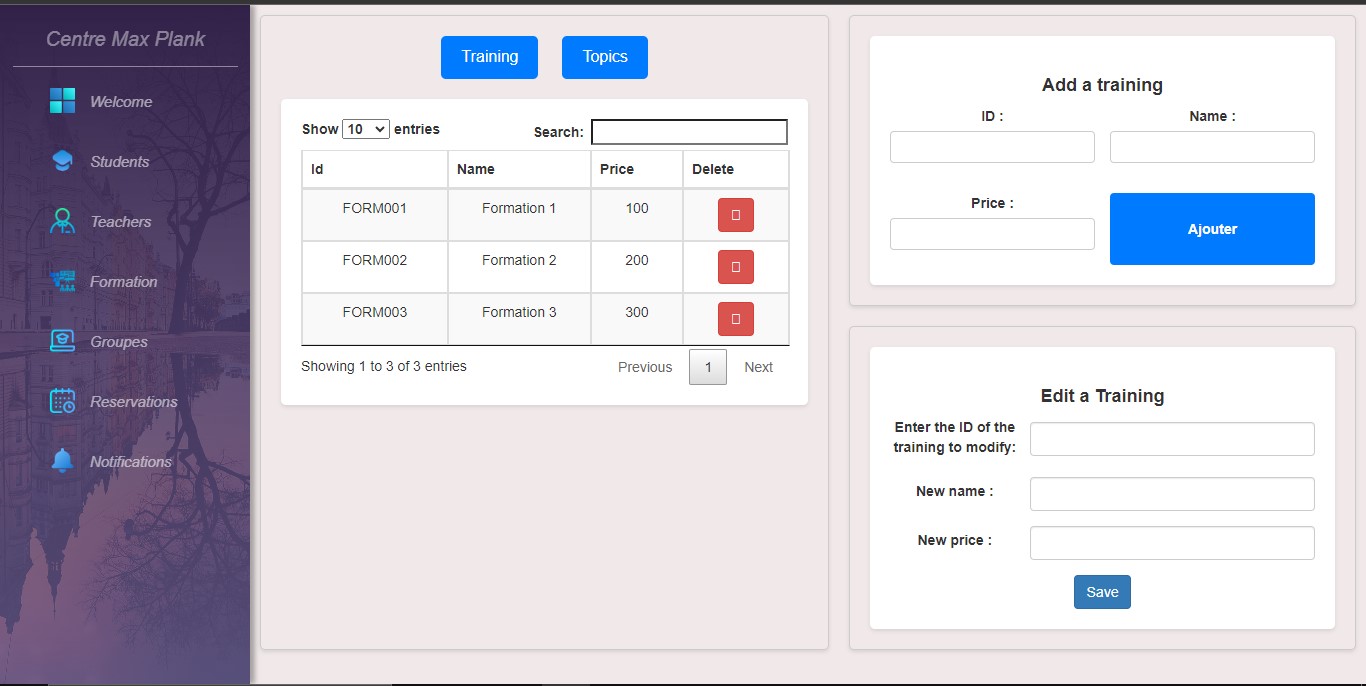 Centre Max Plank
Welcome
Students
Teachers
Formation
Groupes
Reservations
Notifications
Training Topics
Show 10 entries Search:
Id Name Price Delete
FORM001 Formation 1 100
FORM002 Formation 2 200
FORM003 Formation 3 300
Showing 1 to 3 of 3 entries Previous 1 Next
Add a training
ID : Name :
Price : Ajouter
Edit a Training
Enter the ID of the
training to modify:
New name :
New price :
Save